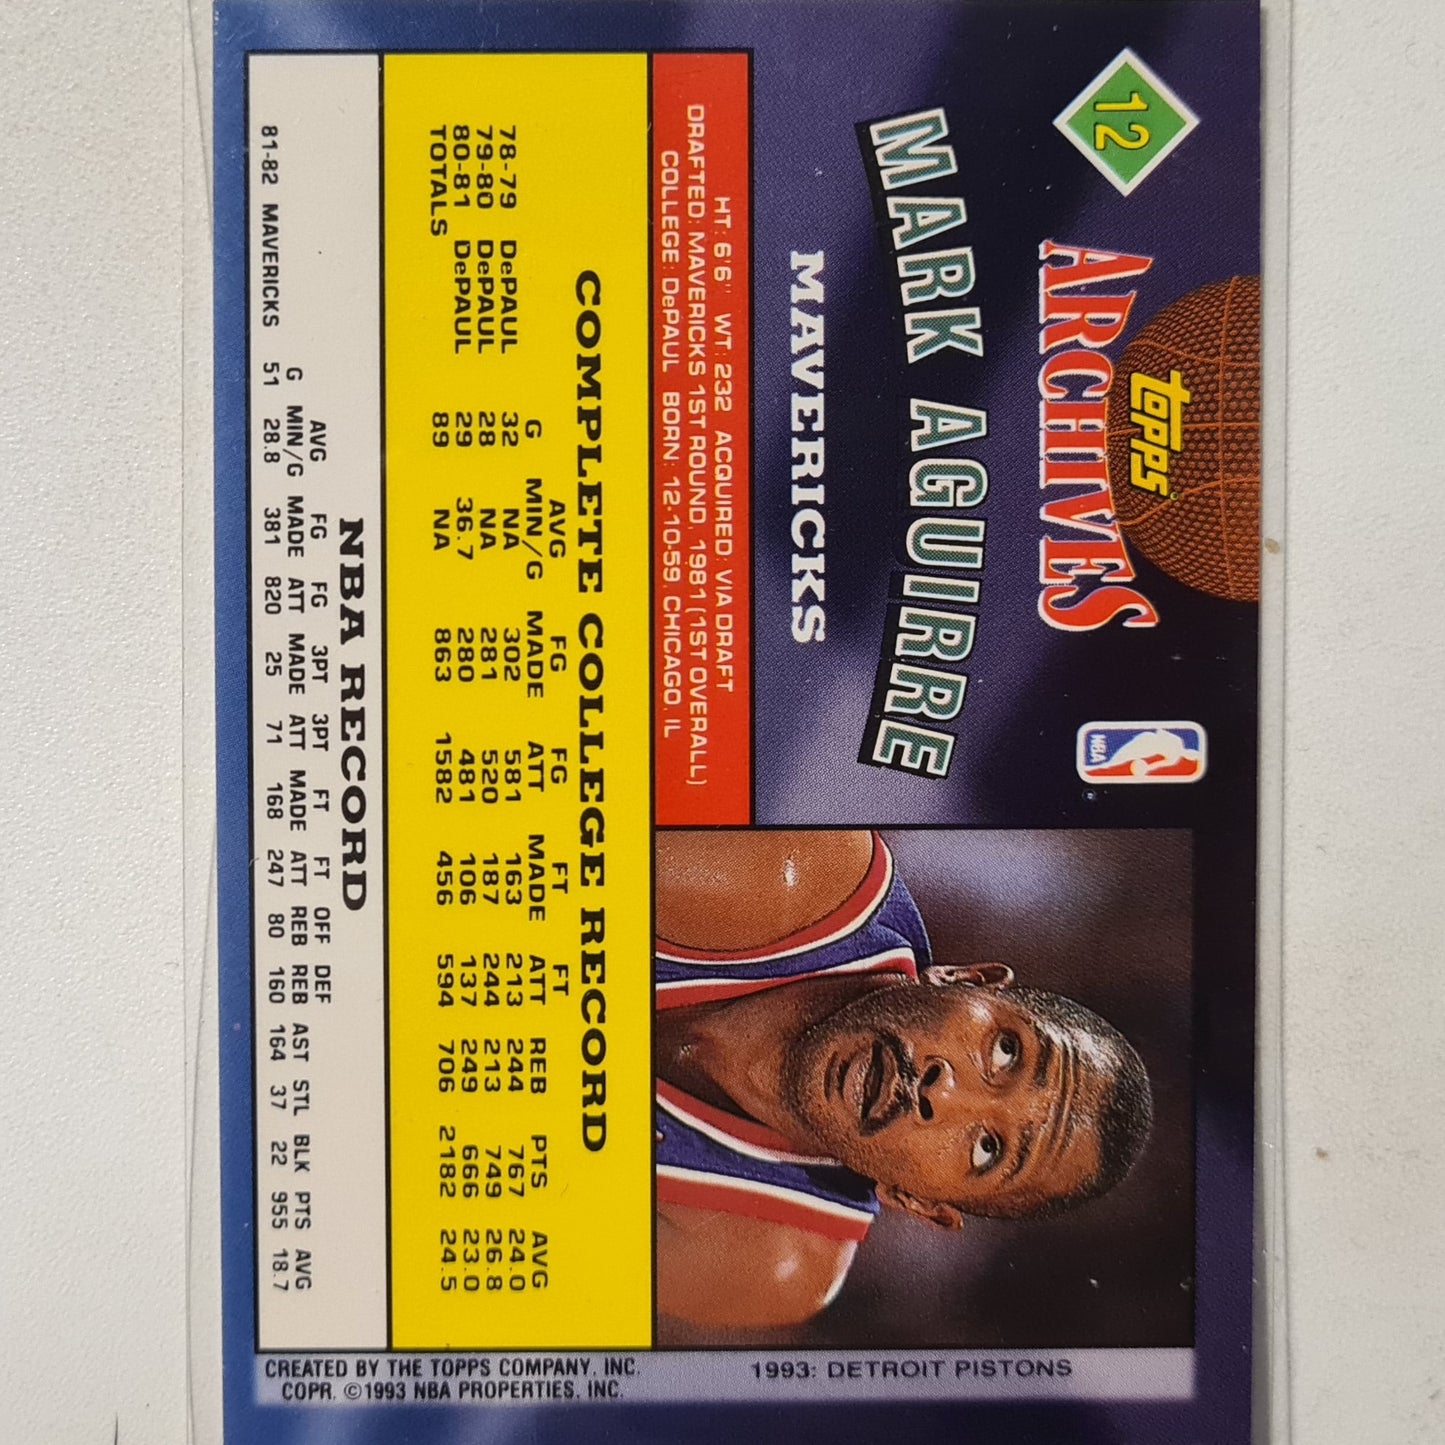 12
topps
ARCHIVES
NBA
MARK AGUIRRE
MAVERICKS
HT: 6'6" WT: 232 ACQUIRED: VIA DRAFT
DRAFTED: MAVERICKS 1ST ROUND, 1981 (1ST OVERALL)
COLLEGE: DePAUL BORN: 12-10-59, CHICAGO, IL
COMPLETE COLLEGE RECORD
AVG FG FG FT FT
G MIN/G MADE ATT MADE ATT REB PTS AVG
78-79 DePAUL 32 NA 302 581 163 213 244 767 24.0
79-80 DePAUL 28 NA 281 520 187 244 213 749 26.8
80-81 DePAUL 29 36.7 280 481 106 137 249 666 23.0
TOTALS 89 NA 863 1582 456 594 706 2182 24.5
NBA RECORD
AVG FG FG 3PT 3PT FT FT OFF DEF
G MIN/G MADE ATT MADE ATT MADE ATT REB REB AST STL BLK PTS AVG
81-82 MAVERICKS 51 28.8 381 820 25 71 168 247 80 160 164 37 22 955 18.7
1993: DETROIT PISTONS
CREATED BY THE TOPPS COMPANY, INC.
COPR. ©1993 NBA PROPERTIES, INC.